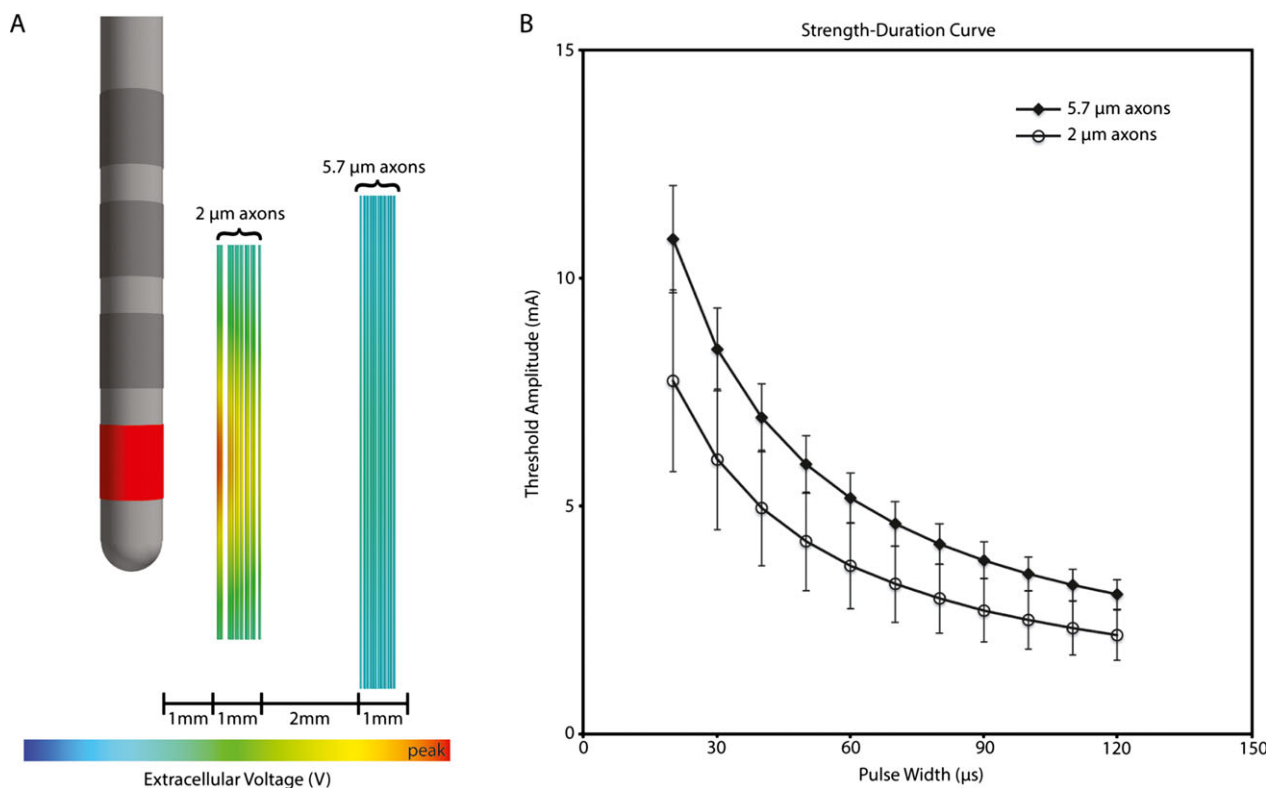 A
5.7 µm axons
2 µm axons
1mm 1mm 2mm 1mm
peak
Extracellular Voltage (V)
B
Strength-Duration Curve
15
5.7 µm axons
2 µm axons
10
Threshold Amplitude (mA)
5
0
0 30 60 90 120 150
Pulse Width (µs)